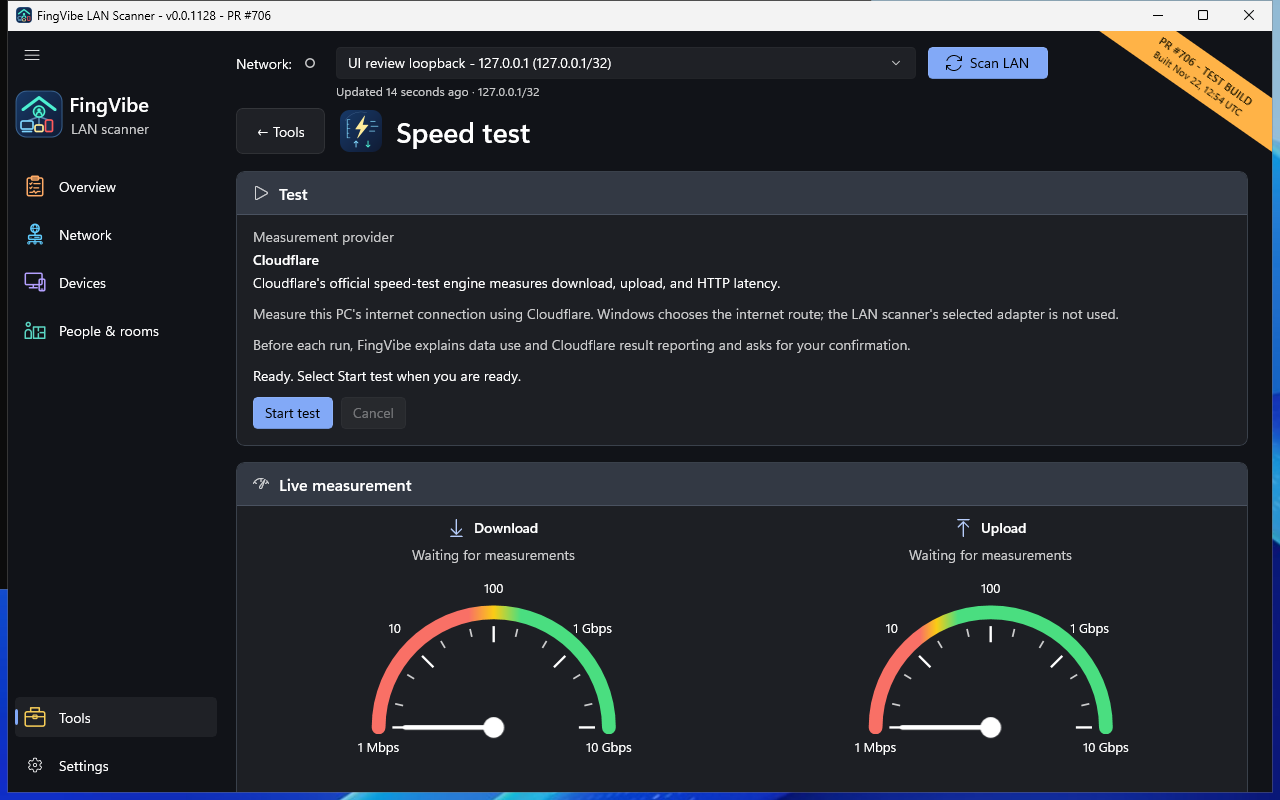 FingVibe LAN Scanner - v0.0.1128 - PR #706
PR #706 - TEST BUILD
Built Nov 22, 12:54 UTC
Network:
UI review loopback - 127.0.0.1 (127.0.0.1/32)
Scan LAN
Updated 14 seconds ago · 127.0.0.1/32
FingVibe
LAN scanner
Overview
Network
Devices
People & rooms
Tools
Settings
← Tools
Speed test
Test
Measurement provider
Cloudflare
Cloudflare's official speed-test engine measures download, upload, and HTTP latency.
Measure this PC's internet connection using Cloudflare. Windows chooses the internet route; the LAN scanner's selected adapter is not used.
Before each run, FingVibe explains data use and Cloudflare result reporting and asks for your confirmation.
Ready. Select Start test when you are ready.
Start test
Cancel
Live measurement
Download
Waiting for measurements
100
10
1 Gbps
1 Mbps
10 Gbps
Upload
Waiting for measurements
100
10
1 Gbps
1 Mbps
10 Gbps